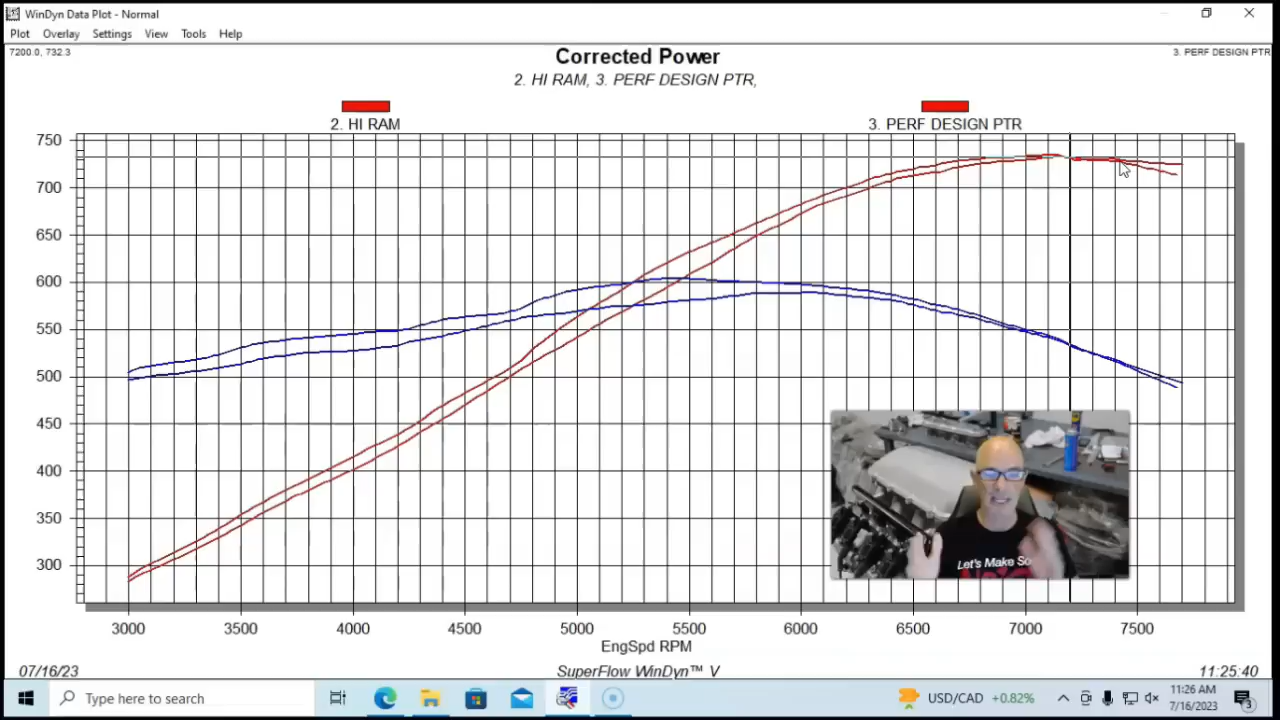 WinDyn Data Plot - Normal
Plot Overlay Settings View Tools Help
7200.0, 732.3
3. PERF DESIGN PTR
Corrected Power
2. HI RAM, 3. PERF DESIGN PTR,
2. HI RAM
3. PERF DESIGN PTR
750
700
650
600
550
500
450
400
350
300
3000 3500 4000 4500 5000 5500 6000 6500 7000 7500
EngSpd RPM
Let's Make So
07/16/23
SuperFlow WinDyn™ V
11:25:40
Type here to search
USD/CAD +0.82%
11:26 AM
7/16/2023
3